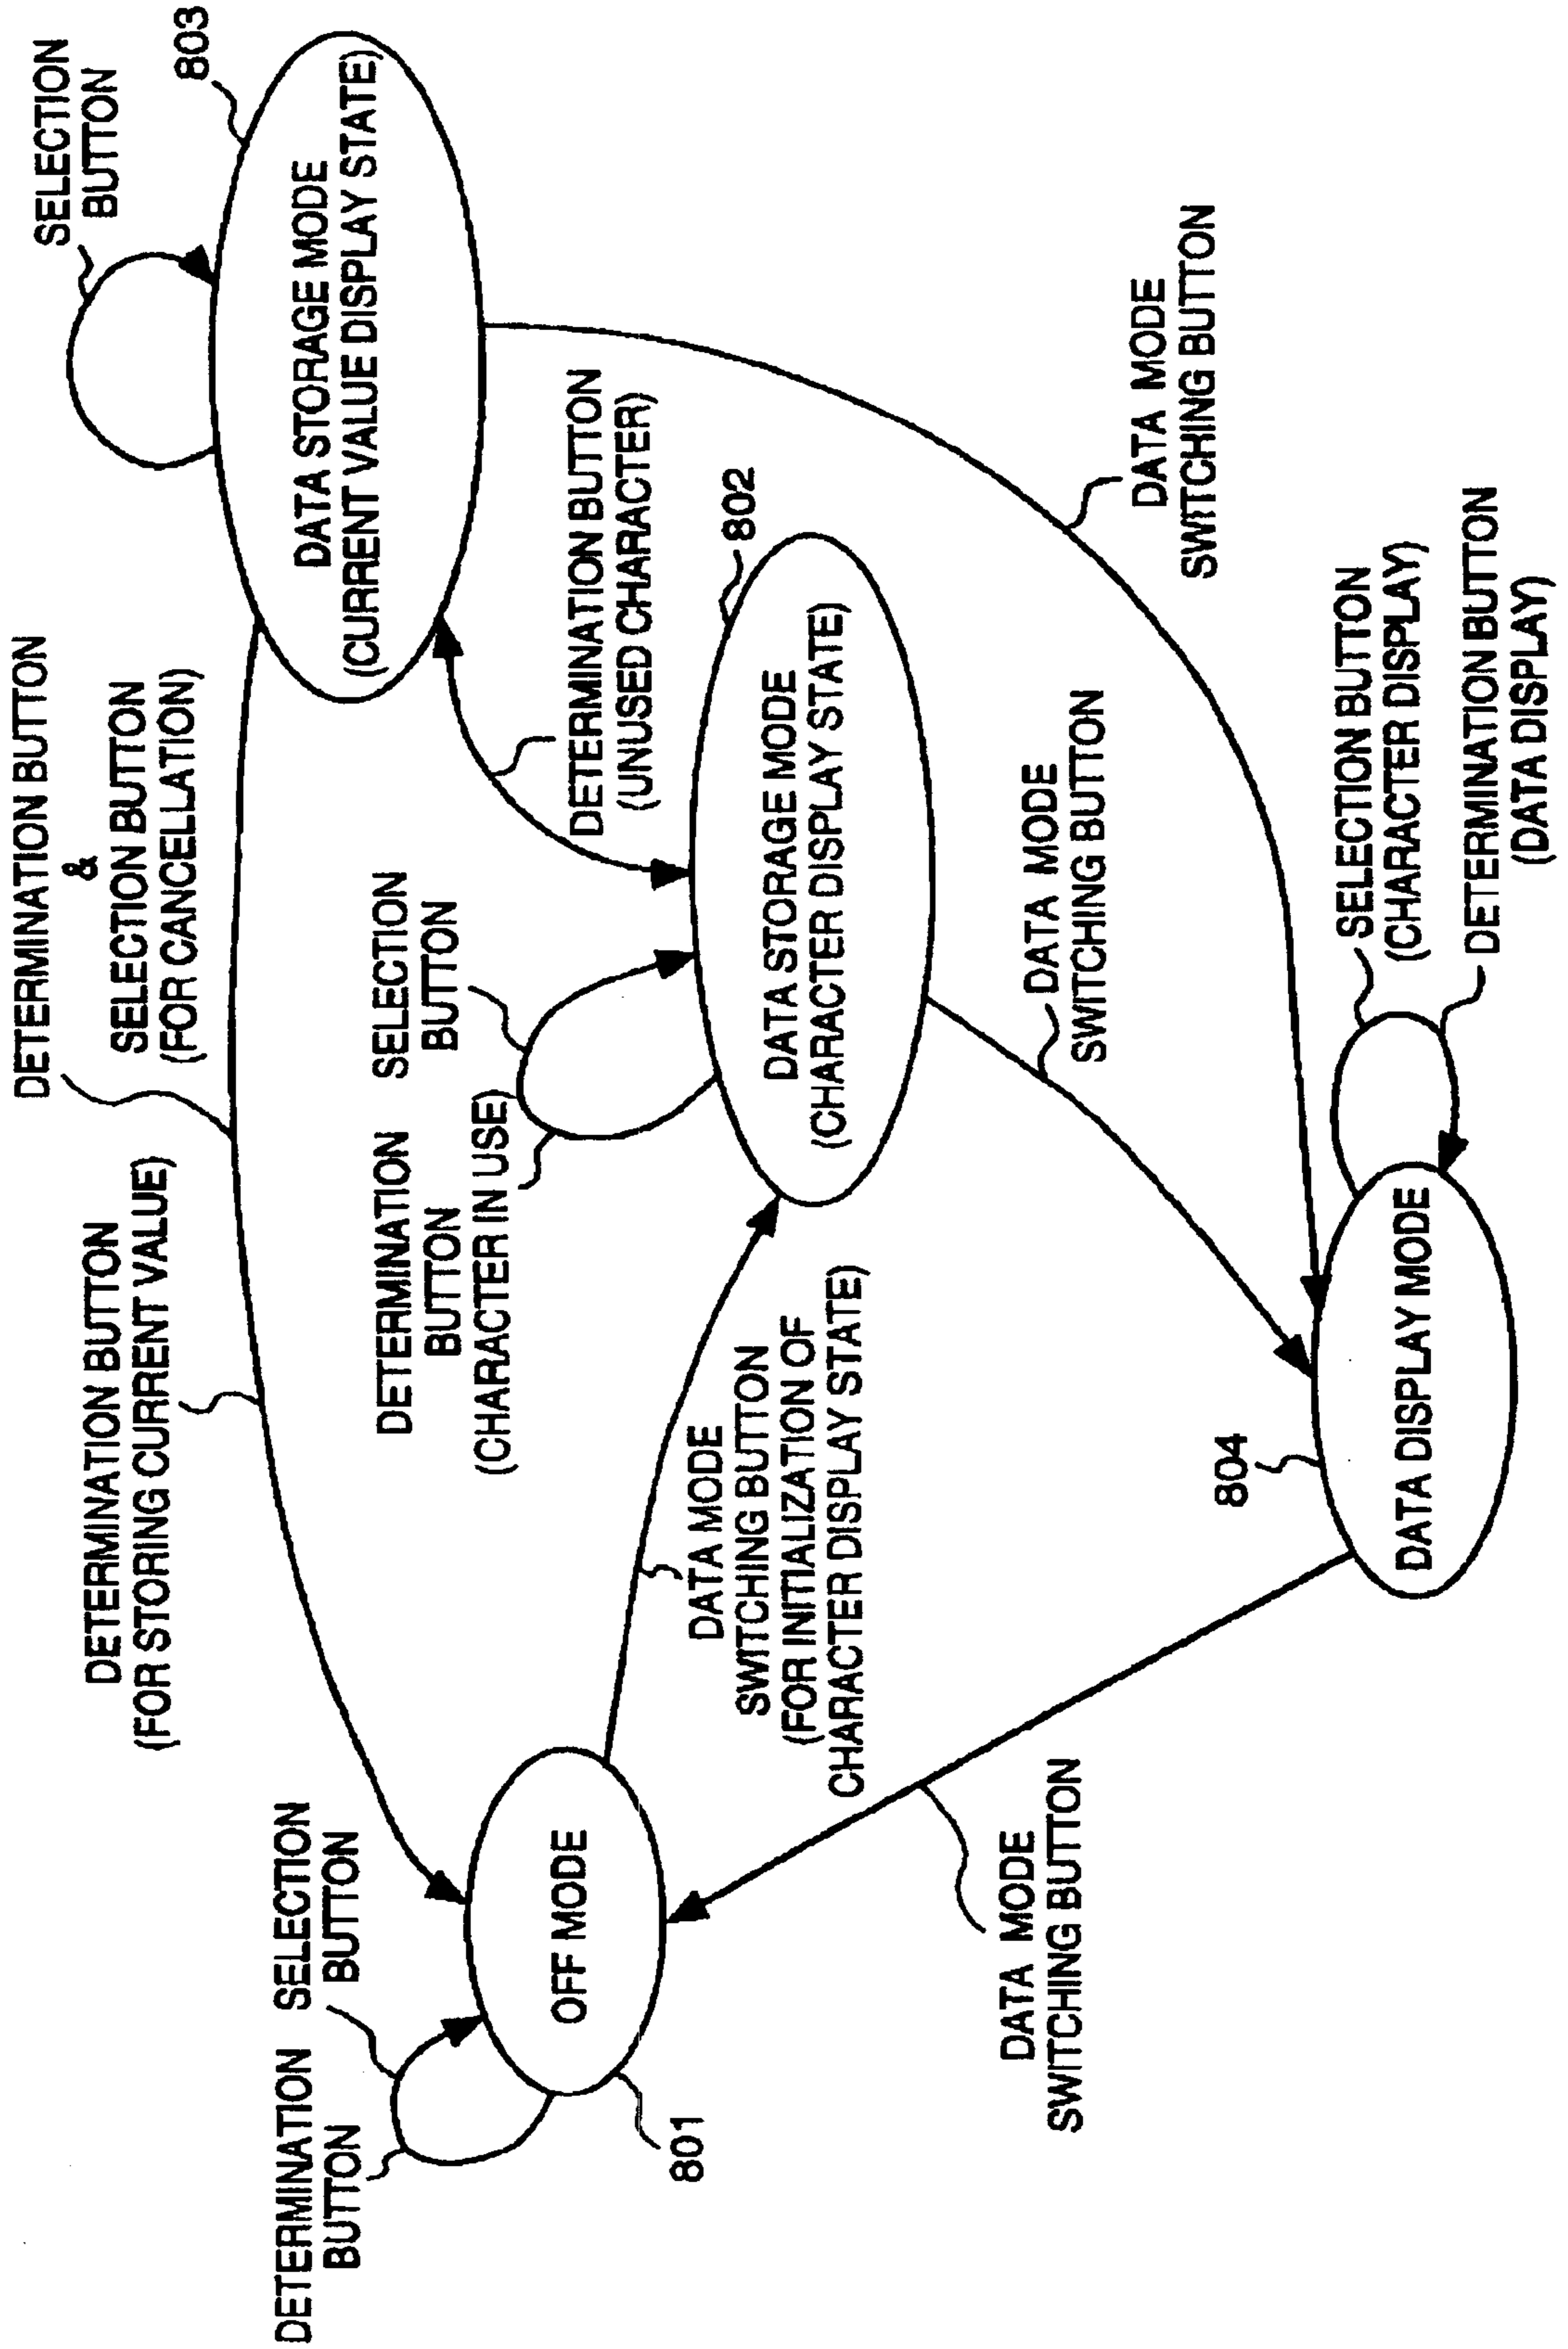 DETERMINATION BUTTON
&
SELECTION BUTTON
(FOR CANCELLATION)
DETERMINATION BUTTON
(FOR STORING CURRENT VALUE)
SELECTION
BUTTON
803
DATA STORAGE MODE
(CURRENT VALUE DISPLAY STATE)
DETERMINATION
BUTTON
SELECTION
BUTTON
OFF MODE
801
DETERMINATION
BUTTON
(CHARACTER IN USE)
SELECTION
BUTTON
DETERMINATION BUTTON
(UNUSED CHARACTER)
802
DATA STORAGE MODE
(CHARACTER DISPLAY STATE)
DATA MODE
SWITCHING BUTTON
(FOR INITIALIZATION OF
CHARACTER DISPLAY STATE)
DATA MODE
SWITCHING BUTTON
DATA MODE
SWITCHING BUTTON
DATA MODE
SWITCHING BUTTON
804
DATA DISPLAY MODE
SELECTION BUTTON
(CHARACTER DISPLAY)
DETERMINATION BUTTON
(DATA DISPLAY)